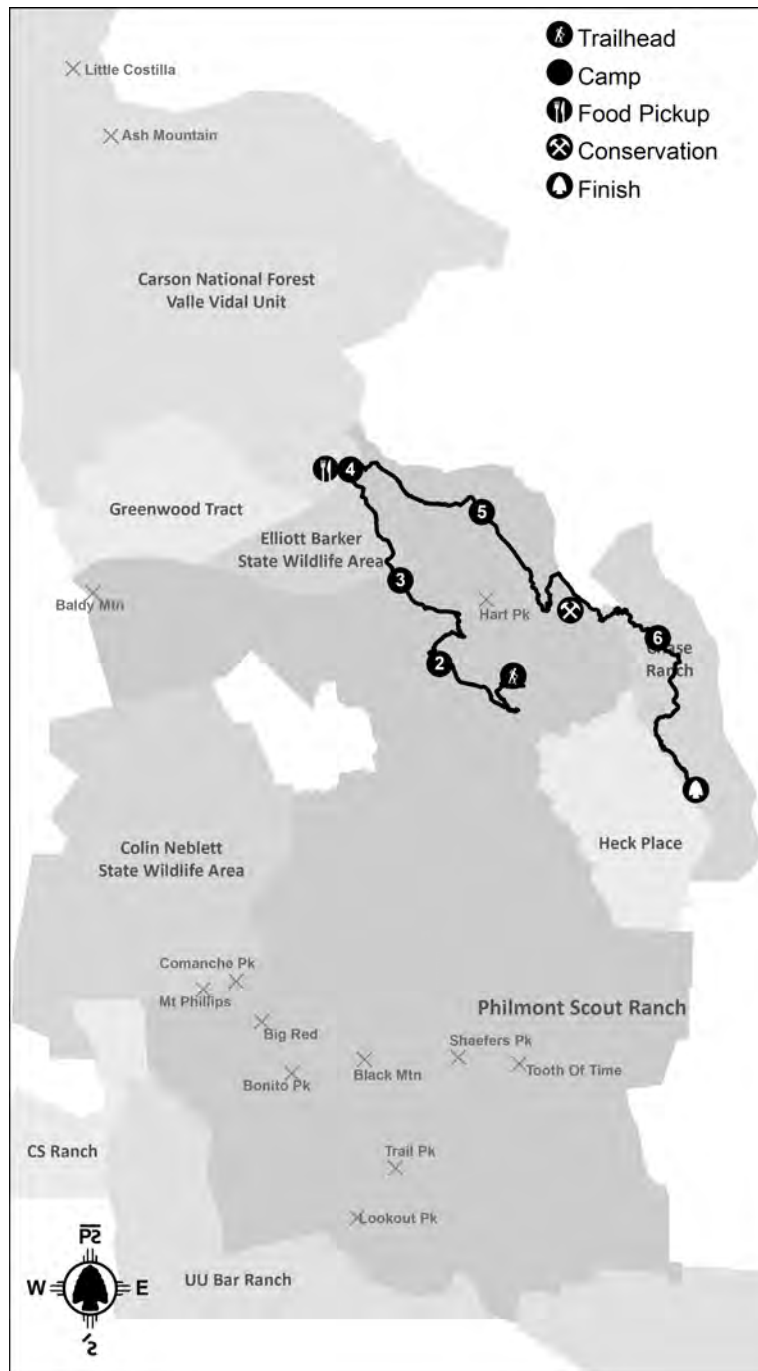 Trailhead
Camp
Food Pickup
Conservation
Finish
Little Costilla
Ash Mountain
Carson National Forest
Valle Vidal Unit
4
Greenwood Tract
5
Elliott Barker
State Wildlife Area
3
Baldy Mtn
Hart Pk
6
Chase
Ranch
2
Heck Place
Colin Neblett
State Wildlife Area
Comanche Pk
Mt Phillips
Philmont Scout Ranch
Big Red
Shaefers Pk
Black Mtn
Tooth Of Time
Bonito Pk
CS Ranch
Trail Pk
Lookout Pk
UU Bar Ranch
W
E